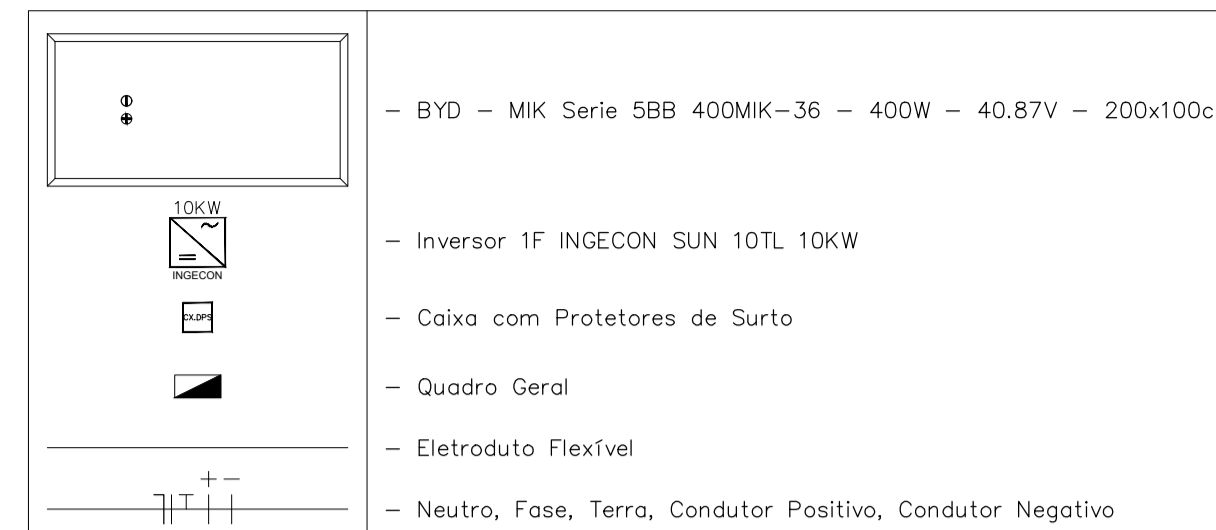 — BYD — MIK Serie 5BB 400MIK—36 — 400W — 40.87V — 200x100c
10KW
INGECON
— Inversor 1F INGECON SUN 10TL 10KW
CX.DPS
— Caixa com Protetores de Surto
— Quadro Geral
— Eletroduto Flexível
+ —
— Neutro, Fase, Terra, Condutor Positivo, Condutor Negativo